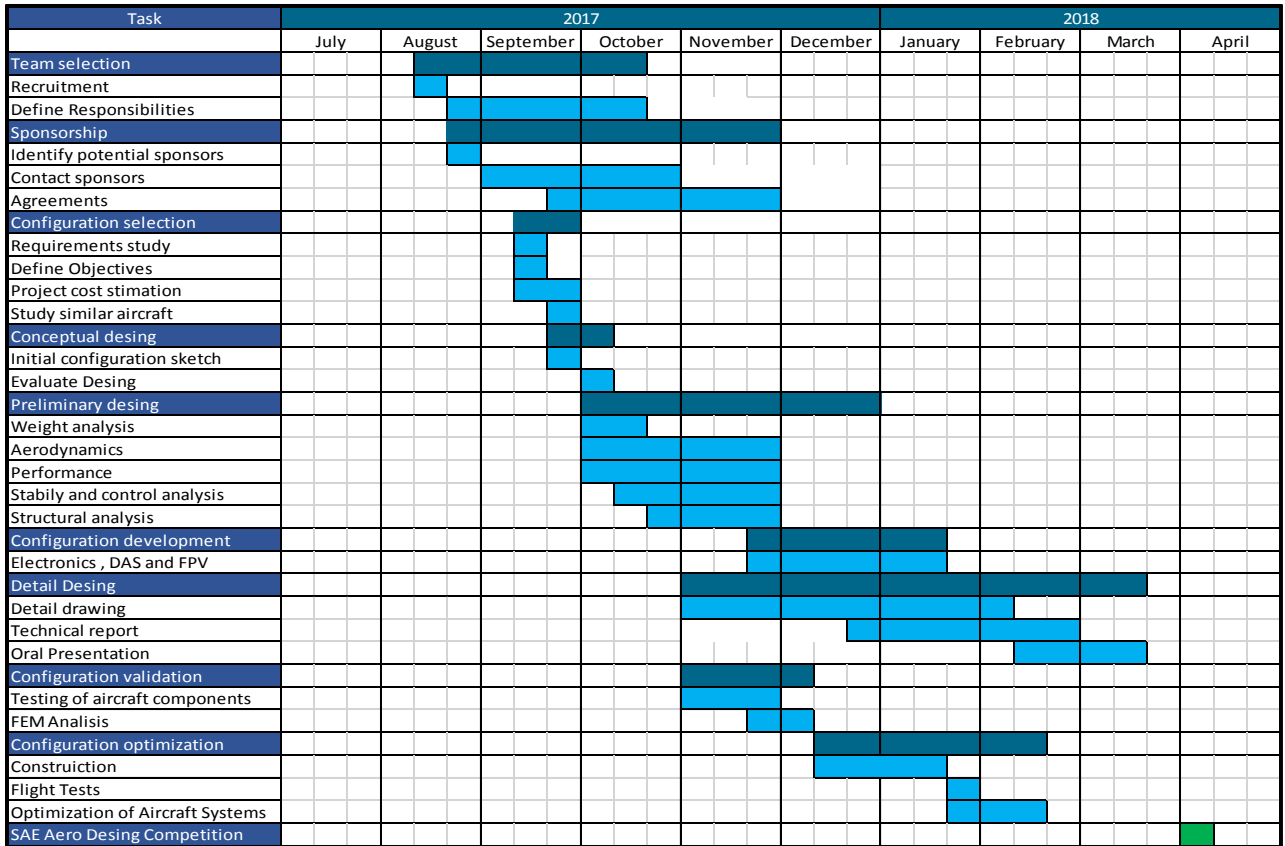 Task 2017 2018
July August September October November December January February March April
Team selection
Recruitment
Define Responsibilities
Sponsorship
Identify potential sponsors
Contact sponsors
Agreements
Configuration selection
Requirements study
Define Objectives
Project cost stimation
Study similar aircraft
Conceptual desing
Initial configuration sketch
Evaluate Desing
Preliminary desing
Weight analysis
Aerodynamics
Performance
Stabily and control analysis
Structural analysis
Configuration development
Electronics , DAS and FPV
Detail Desing
Detail drawing
Technical report
Oral Presentation
Configuration validation
Testing of aircraft components
FEM Analisis
Configuration optimization
Construiction
Flight Tests
Optimization of Aircraft Systems
SAE Aero Desing Competition